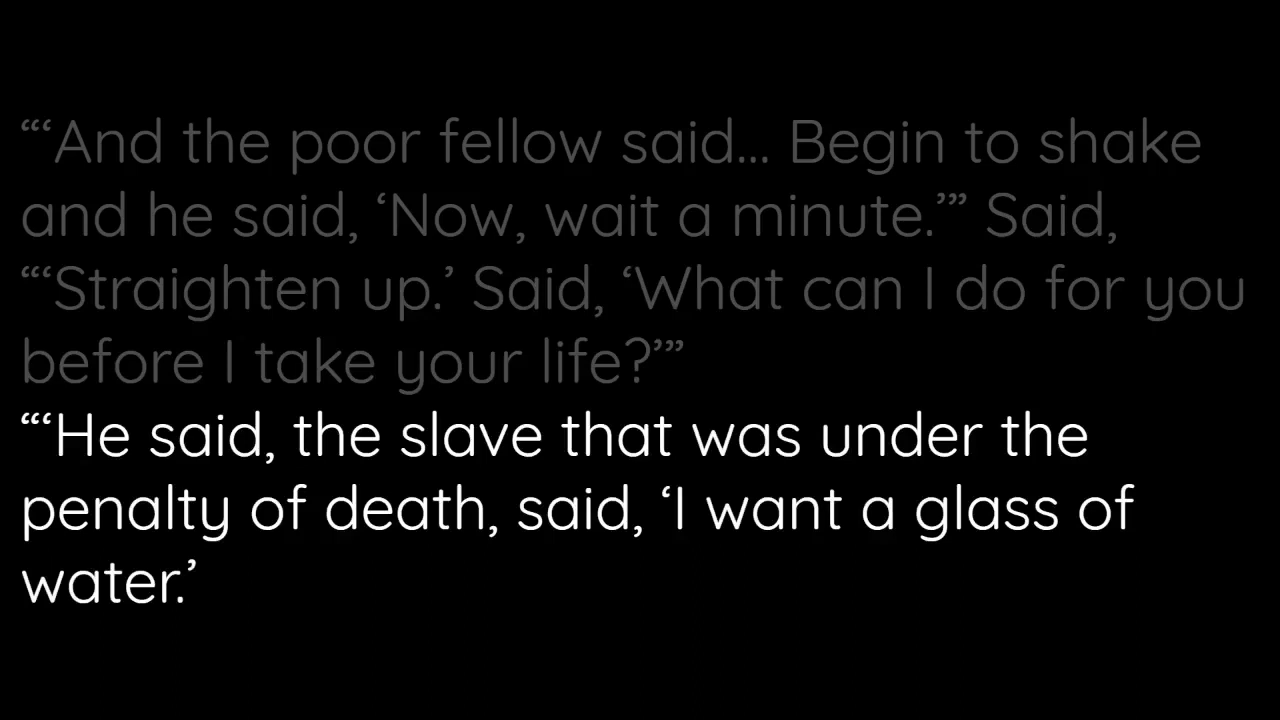 “‘And the poor fellow said... Begin to shake
and he said, ‘Now, wait a minute.’” Said,
“‘Straighten up.’ Said, ‘What can I do for you
before I take your life?’”
“‘He said, the slave that was under the
penalty of death, said, ‘I want a glass of
water.’